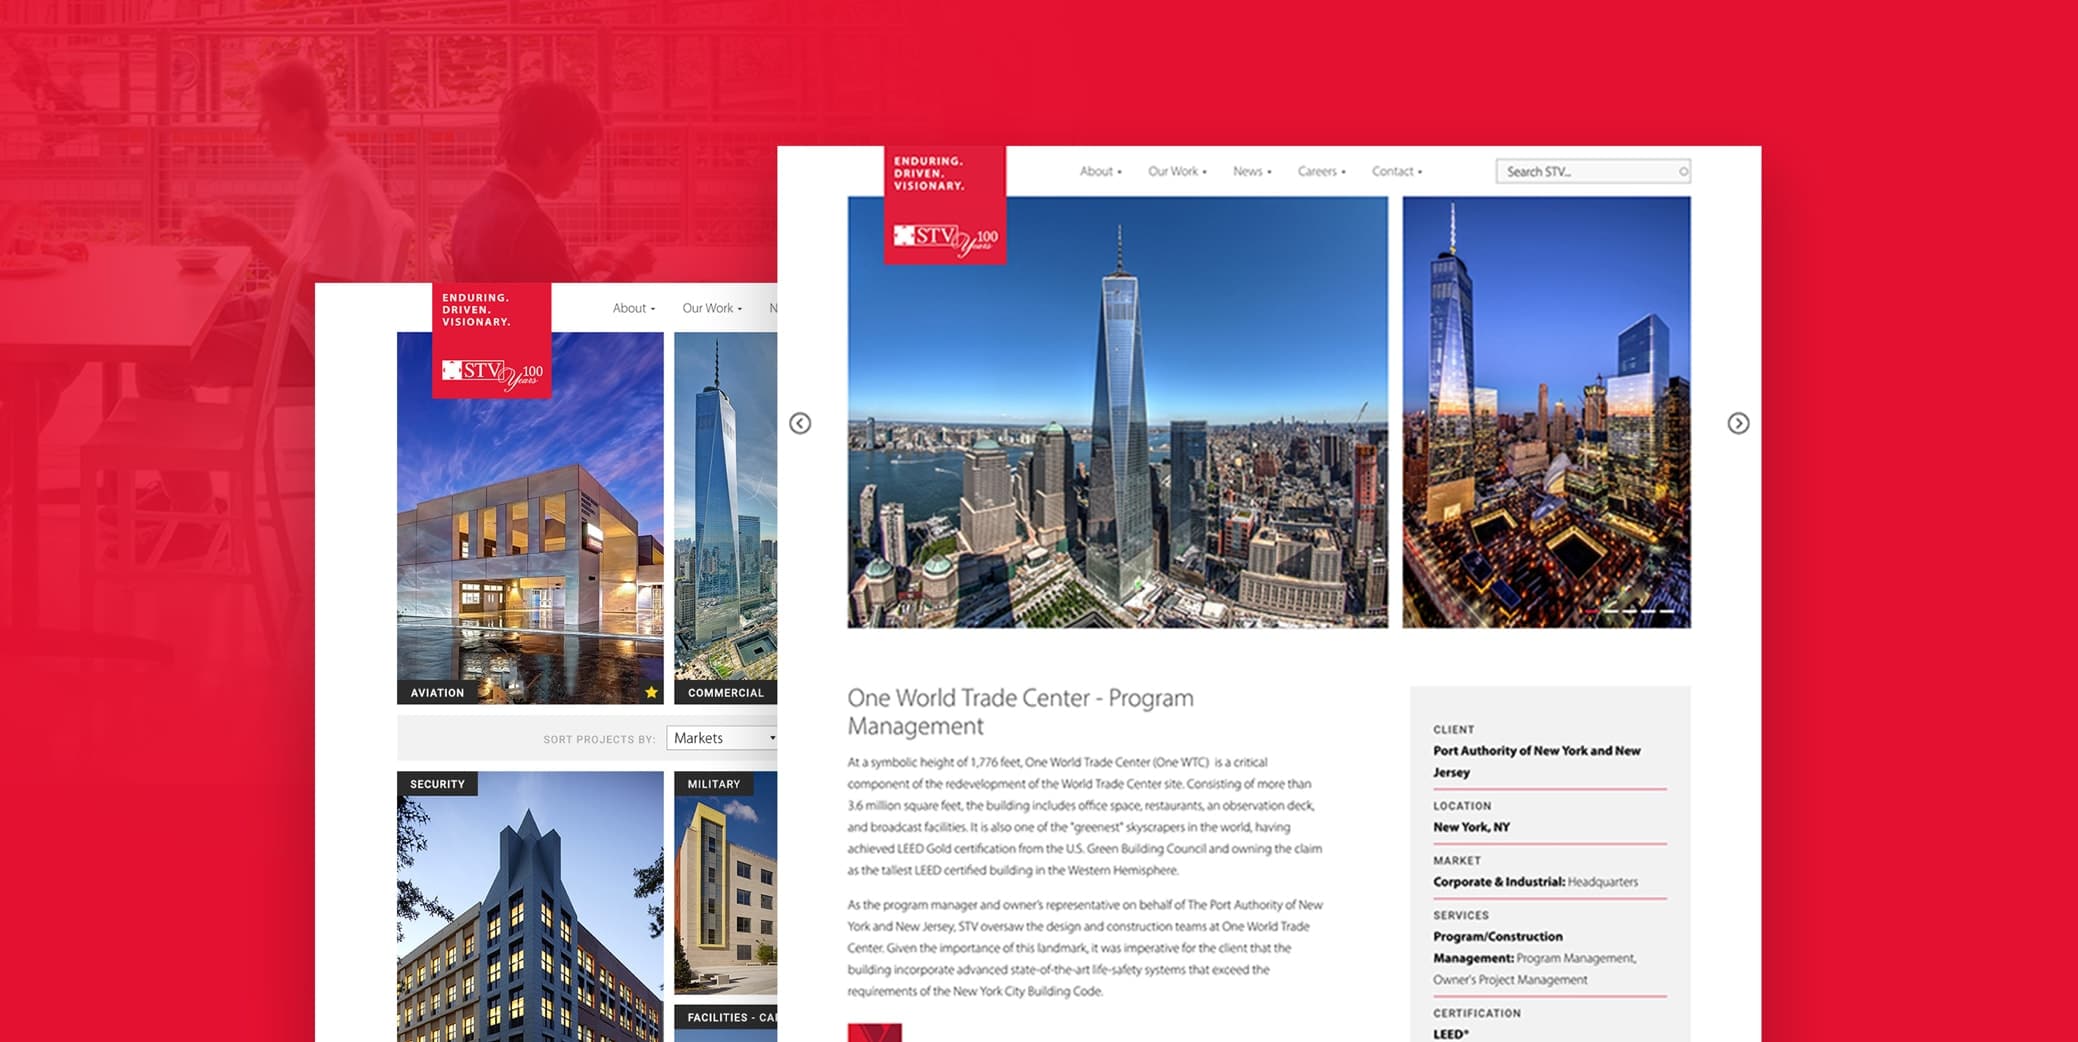 ENDURING.
DRIVEN.
VISIONARY.
STV 100
Years
About
Our Work
N
AVIATION
COMMERCIAL
SORT PROJECTS BY:
Markets
SECURITY
MILITARY
FACILITIES - CA
ENDURING.
DRIVEN.
VISIONARY.
STV 100
Years
About
Our Work
News
Careers
Contact
Search STV...
One World Trade Center - Program
Management
At a symbolic height of 1,776 feet, One World Trade Center (One WTC) is a critical
component of the redevelopment of the World Trade Center site. Consisting of more than
3.6 million square feet, the building includes office space, restaurants, an observation deck,
and broadcast facilities. It is also one of the "greenest" skyscrapers in the world, having
achieved LEED Gold certification from the U.S. Green Building Council and owning the claim
as the tallest LEED certified building in the Western Hemisphere.
As the program manager and owner's representative on behalf of The Port Authority of New
York and New Jersey, STV oversaw the design and construction teams at One World Trade
Center. Given the importance of this landmark, it was imperative for the client that the
building incorporate advanced state-of-the-art life-safety systems that exceed the
requirements of the New York City Building Code.
CLIENT
Port Authority of New York and New
Jersey
LOCATION
New York, NY
MARKET
Corporate & Industrial: Headquarters
SERVICES
Program/Construction
Management: Program Management,
Owner's Project Management
CERTIFICATION
LEED®